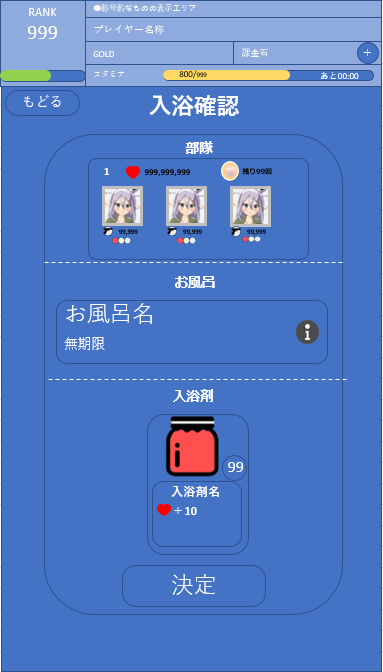 RANK
999
●称号的なものの表示エリア
プレイヤー名称
GOLD
課金石
+
スタミナ
800/999
あと00:00
もどる
入浴確認
部隊
1
999,999,999
残り99回
99,999
99,999
99,999
お風呂
お風呂名
無期限
i
入浴剤
99
入浴剤名
+10
決定